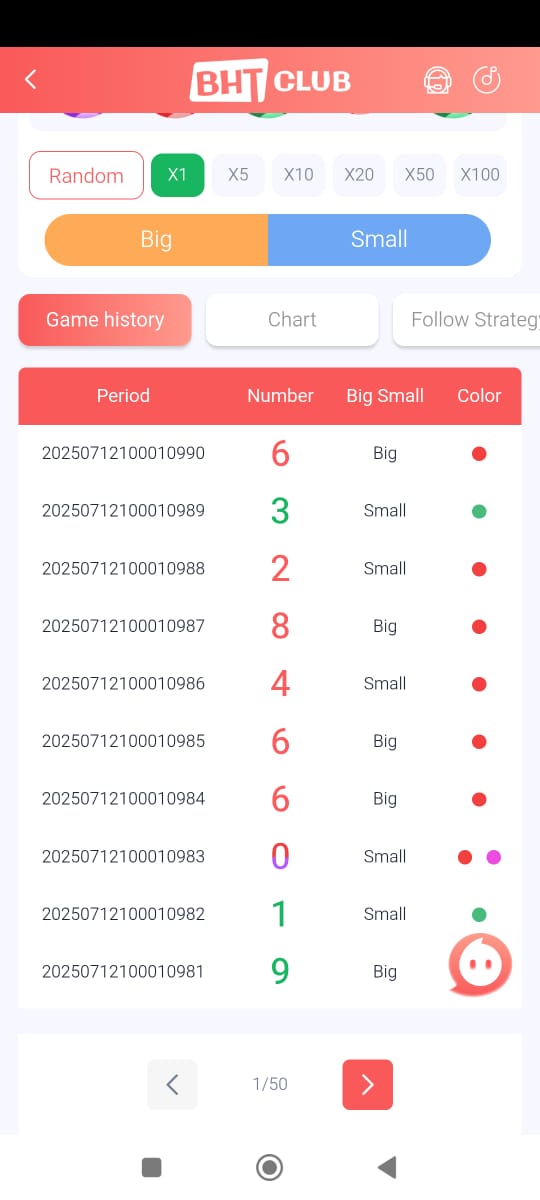 BHT CLUB
Random X1 X5 X10 X20 X50 X100
Big Small
Game history Chart Follow Strategy
Period Number Big Small Color
20250712100010990 6 Big
20250712100010989 3 Small
20250712100010988 2 Small
20250712100010987 8 Big
20250712100010986 4 Small
20250712100010985 6 Big
20250712100010984 6 Big
20250712100010983 0 Small
20250712100010982 1 Small
20250712100010981 9 Big
1/50